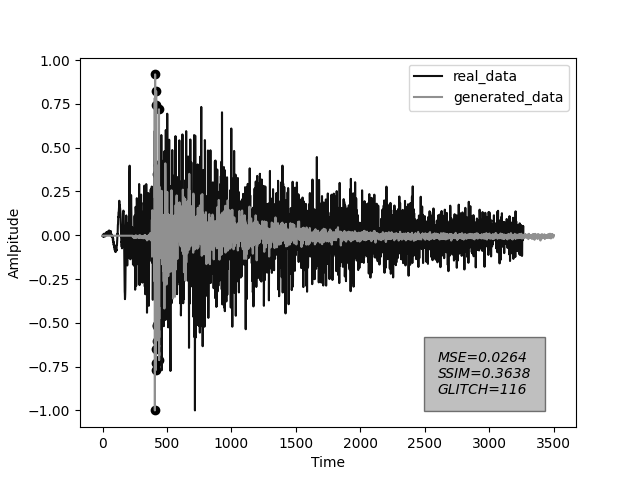 1.00
0.75
0.50
0.25
0.00
−0.25
−0.50
−0.75
−1.00
Amlpitude
0
500
1000
1500
2000
2500
3000
3500
Time
real_data
generated_data
MSE=0.0264
SSIM=0.3638
GLITCH=116